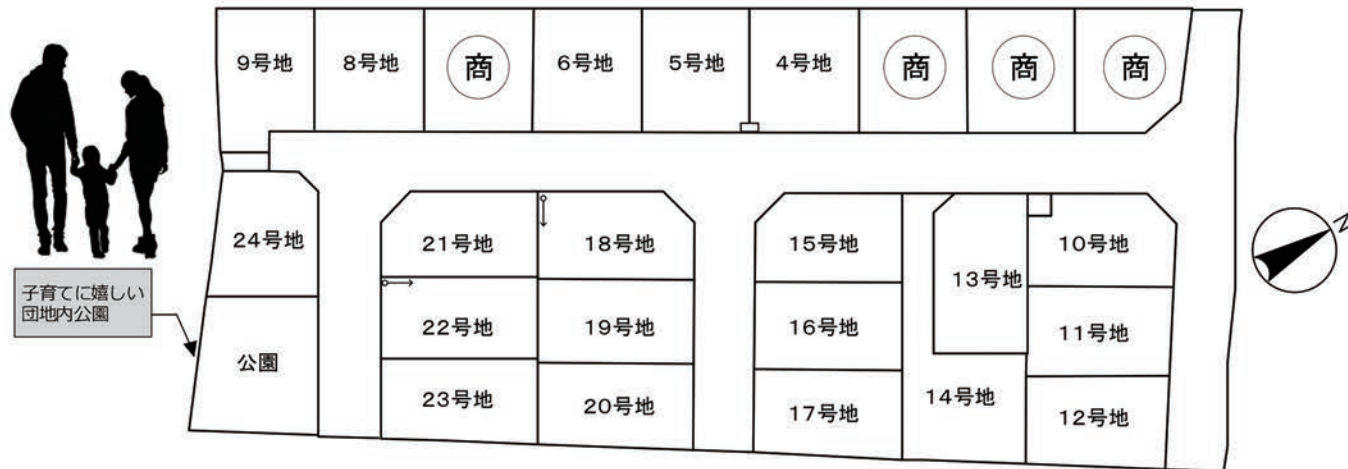 9号地
8号地
商
6号地
5号地
4号地
商
商
商
24号地
21号地
18号地
15号地
13号地
10号地
N
子育てに嬉しい
団地内公園
公園
22号地
19号地
16号地
11号地
23号地
20号地
17号地
14号地
12号地